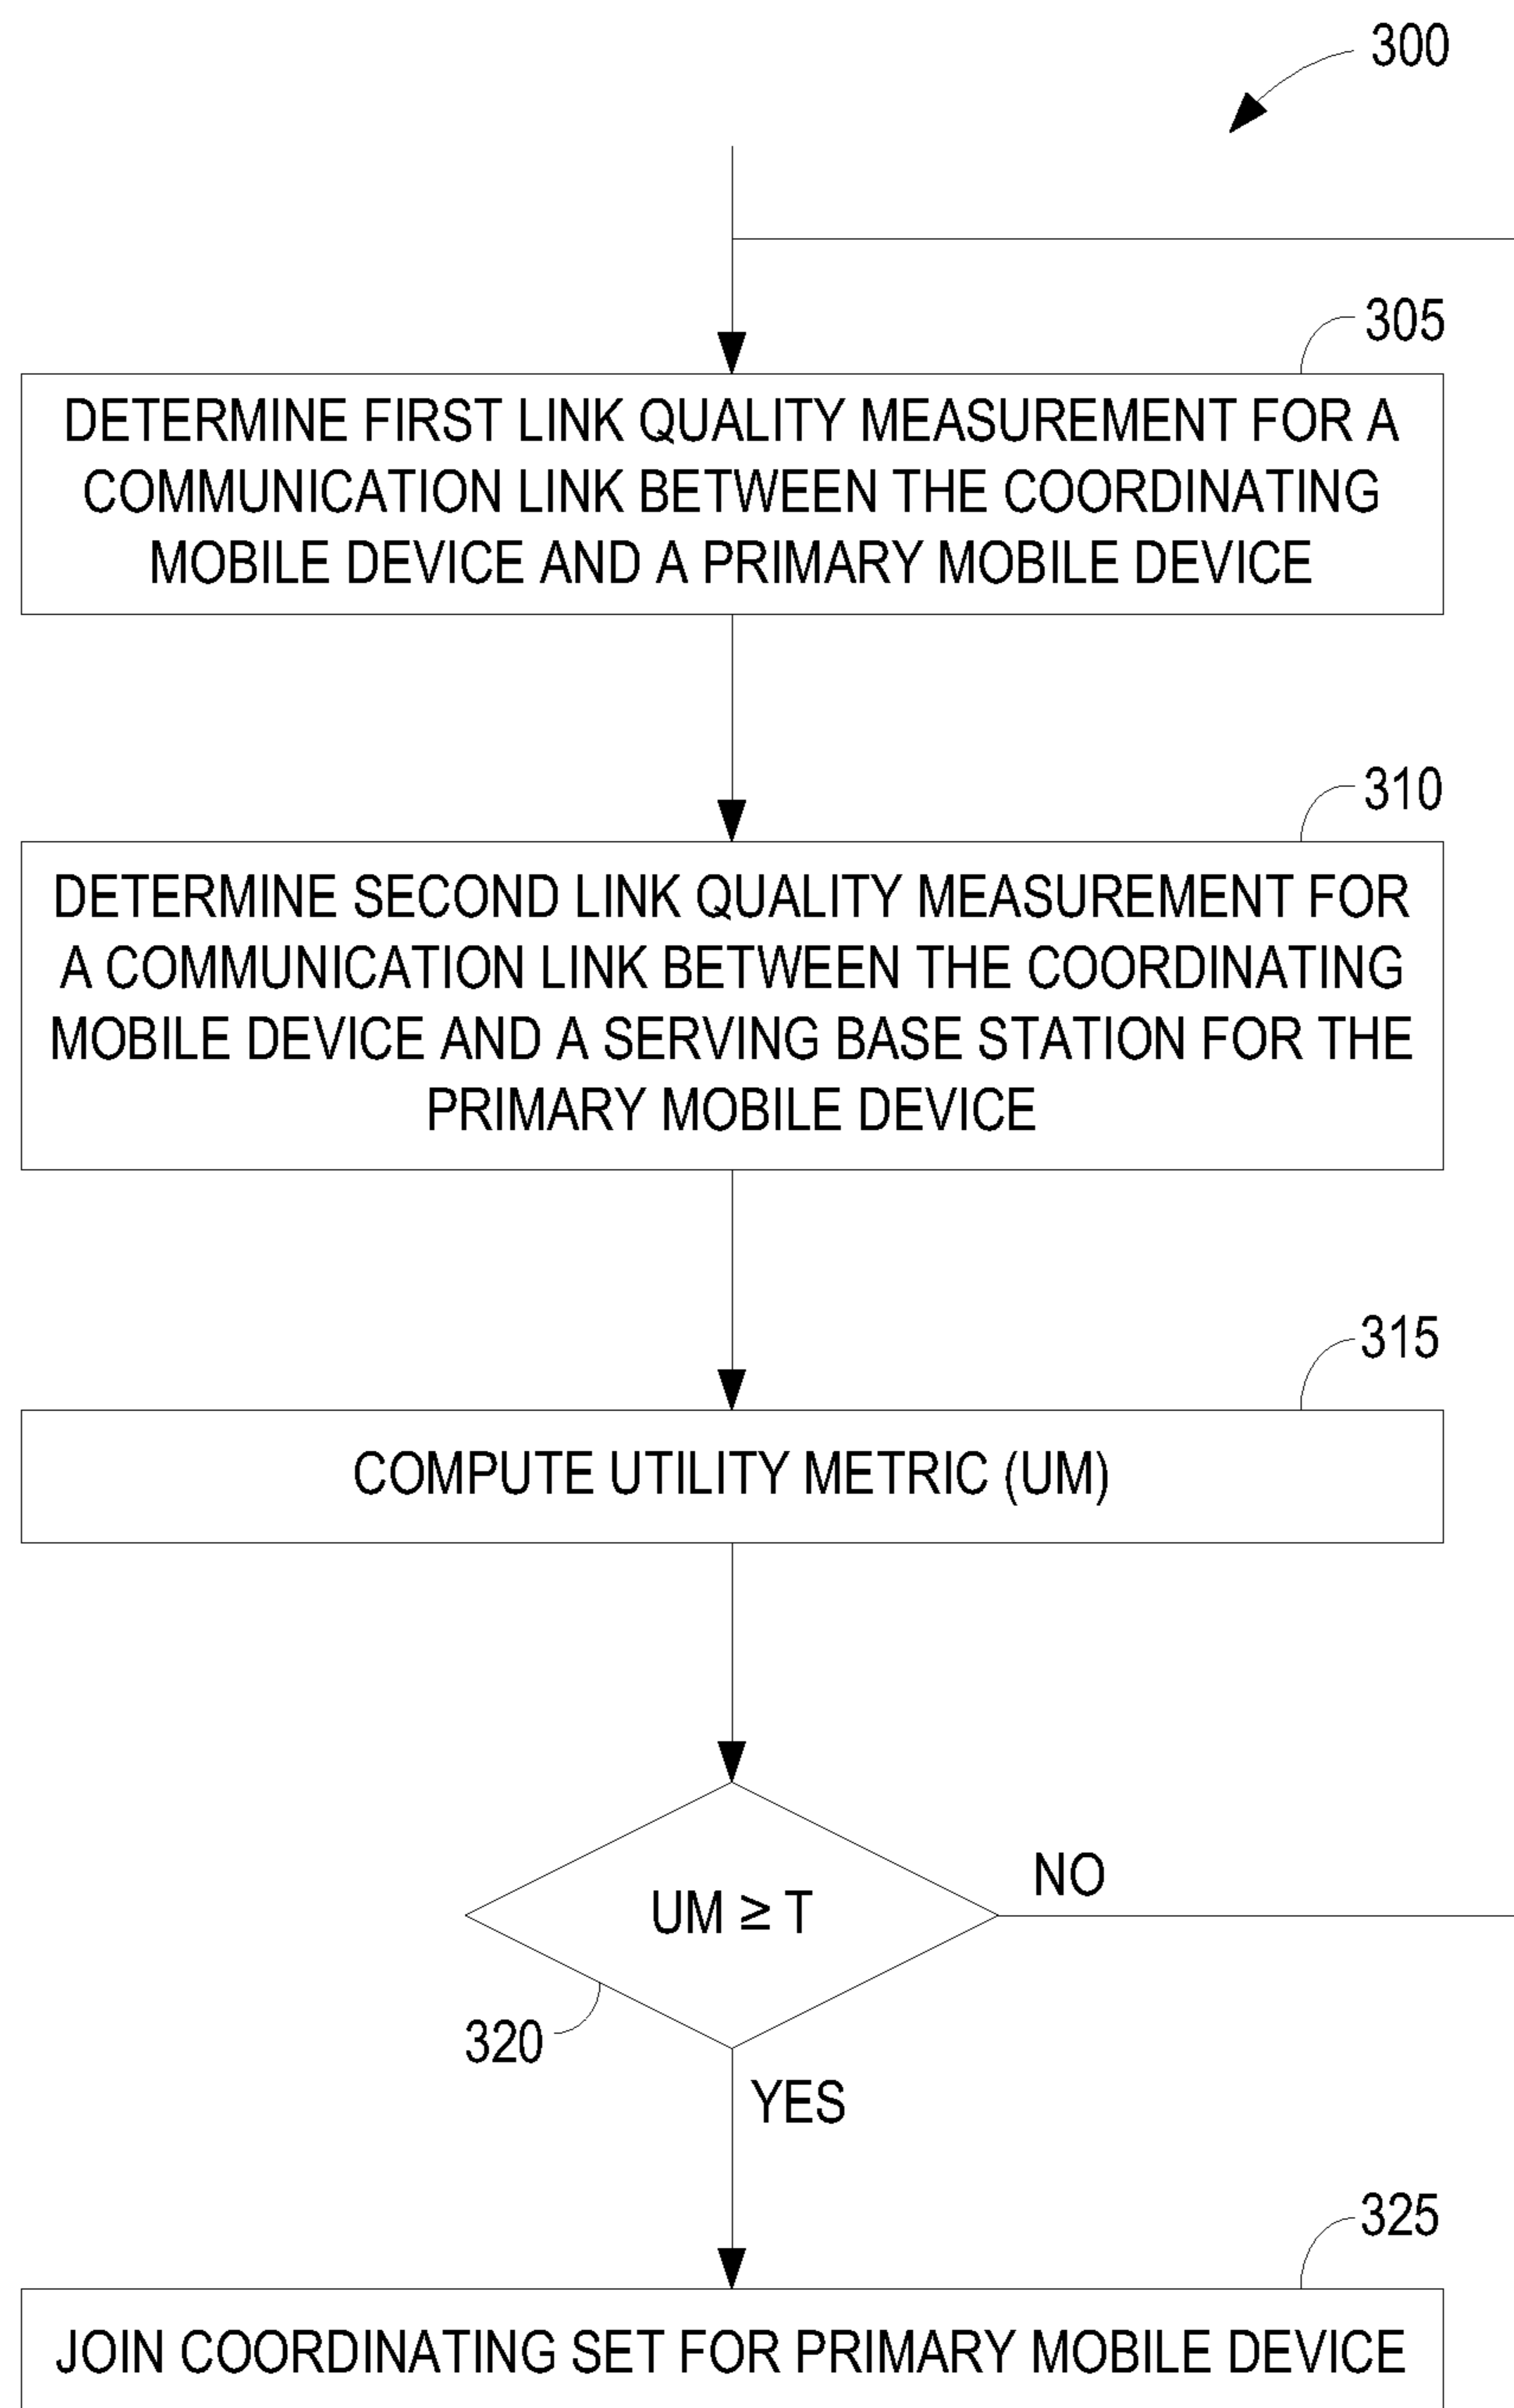 300
305
DETERMINE FIRST LINK QUALITY MEASUREMENT FOR A
COMMUNICATION LINK BETWEEN THE COORDINATING
MOBILE DEVICE AND A PRIMARY MOBILE DEVICE
310
DETERMINE SECOND LINK QUALITY MEASUREMENT FOR
A COMMUNICATION LINK BETWEEN THE COORDINATING
MOBILE DEVICE AND A SERVING BASE STATION FOR THE
PRIMARY MOBILE DEVICE
315
COMPUTE UTILITY METRIC (UM)
NO
UM ≥ T
320
YES
325
JOIN COORDINATING SET FOR PRIMARY MOBILE DEVICE